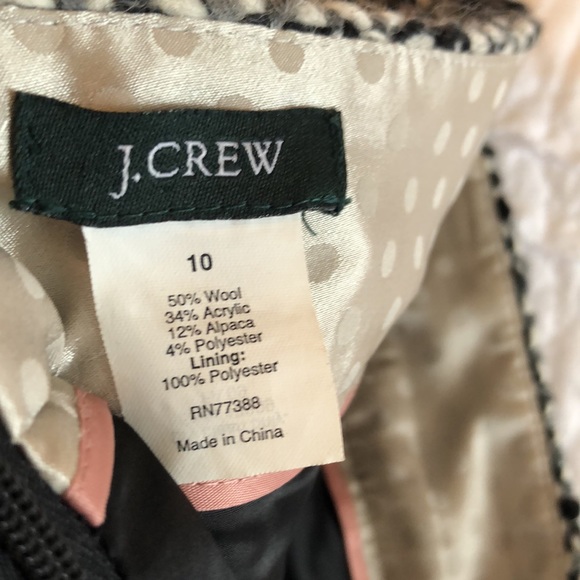 J.CREW
10
50% Wool
34% Acrylic
12% Alpaca
4% Polyester
Lining:
100% Polyester
RN77388
Made in China